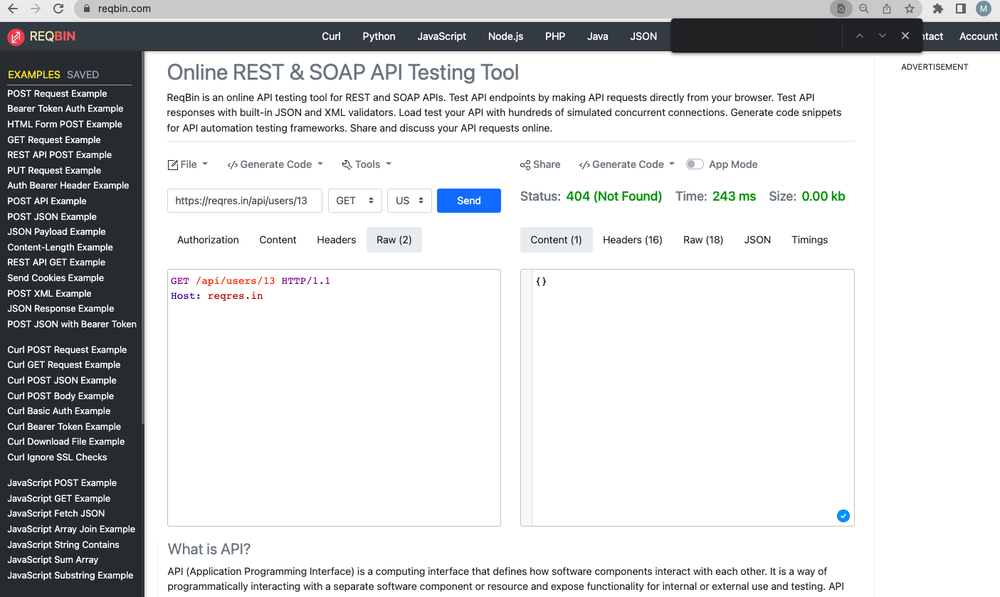 reqbin.com
M
REQBIN
Curl Python JavaScript Node.js PHP Java JSON ntact Account
EXAMPLES SAVED
POST Request Example
Bearer Token Auth Example
HTML Form POST Example
GET Request Example
REST API POST Example
PUT Request Example
Auth Bearer Header Example
POST API Example
POST JSON Example
JSON Payload Example
Content-Length Example
REST API GET Example
Send Cookies Example
POST XML Example
JSON Response Example
POST JSON with Bearer Token
Curl POST Request Example
Curl GET Request Example
Curl POST JSON Example
Curl POST Body Example
Curl Basic Auth Example
Curl Bearer Token Example
Curl Download File Example
Curl Ignore SSL Checks
JavaScript POST Example
JavaScript GET Example
JavaScript Fetch JSON
JavaScript Array Join Example
JavaScript String Contains
JavaScript Sum Array
JavaScript Substring Example
Online REST & SOAP API Testing Tool
ReqBin is an online API testing tool for REST and SOAP APIs. Test API endpoints by making API requests directly from your browser. Test API
responses with built-in JSON and XML validators. Load test your API with hundreds of simulated concurrent connections. Generate code snippets
for API automation testing frameworks. Share and discuss your API requests online.
File </> Generate Code Tools
Share </> Generate Code App Mode
https://reqres.in/api/users/13 GET US Send
Status: 404 (Not Found) Time: 243 ms Size: 0.00 kb
Authorization Content Headers Raw (2)
Content (1) Headers (16) Raw (18) JSON Timings
GET /api/users/13 HTTP/1.1
Host: reqres.in
{}
What is API?
API (Application Programming Interface) is a computing interface that defines how software components interact with each other. It is a way of
programmatically interacting with a separate software component or resource and expose functionality for internal or external use and testing. API
ADVERTISEMENT